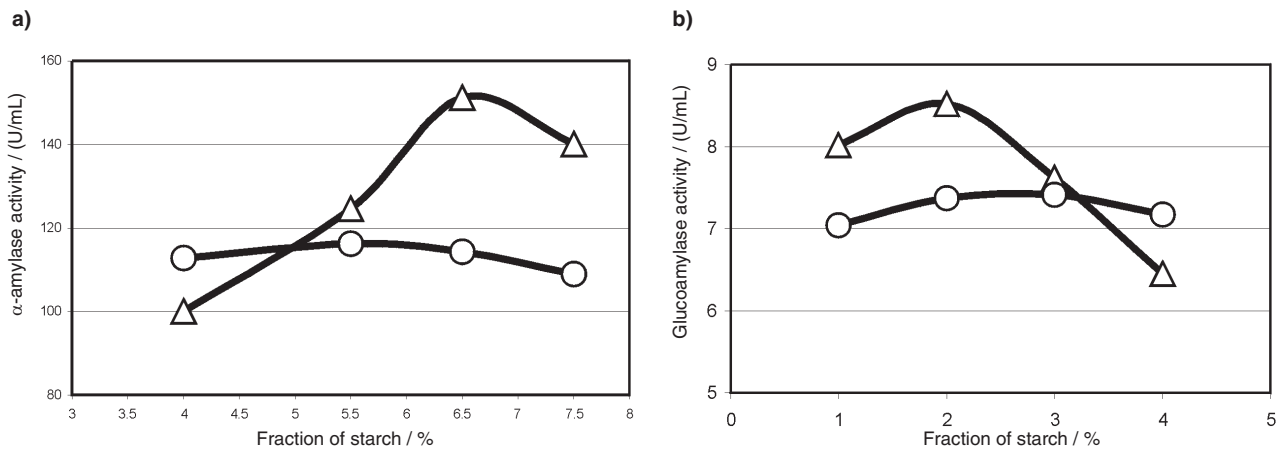 a)
α-amylase activity / (U/mL)
160
140
120
100
80
3 3.5 4 4.5 5 5.5 6 6.5 7 7.5 8
Fraction of starch / %
b)
Glucoamylase activity / (U/mL)
9
8
7
6
5
0 1 2 3 4 5
Fraction of starch / %